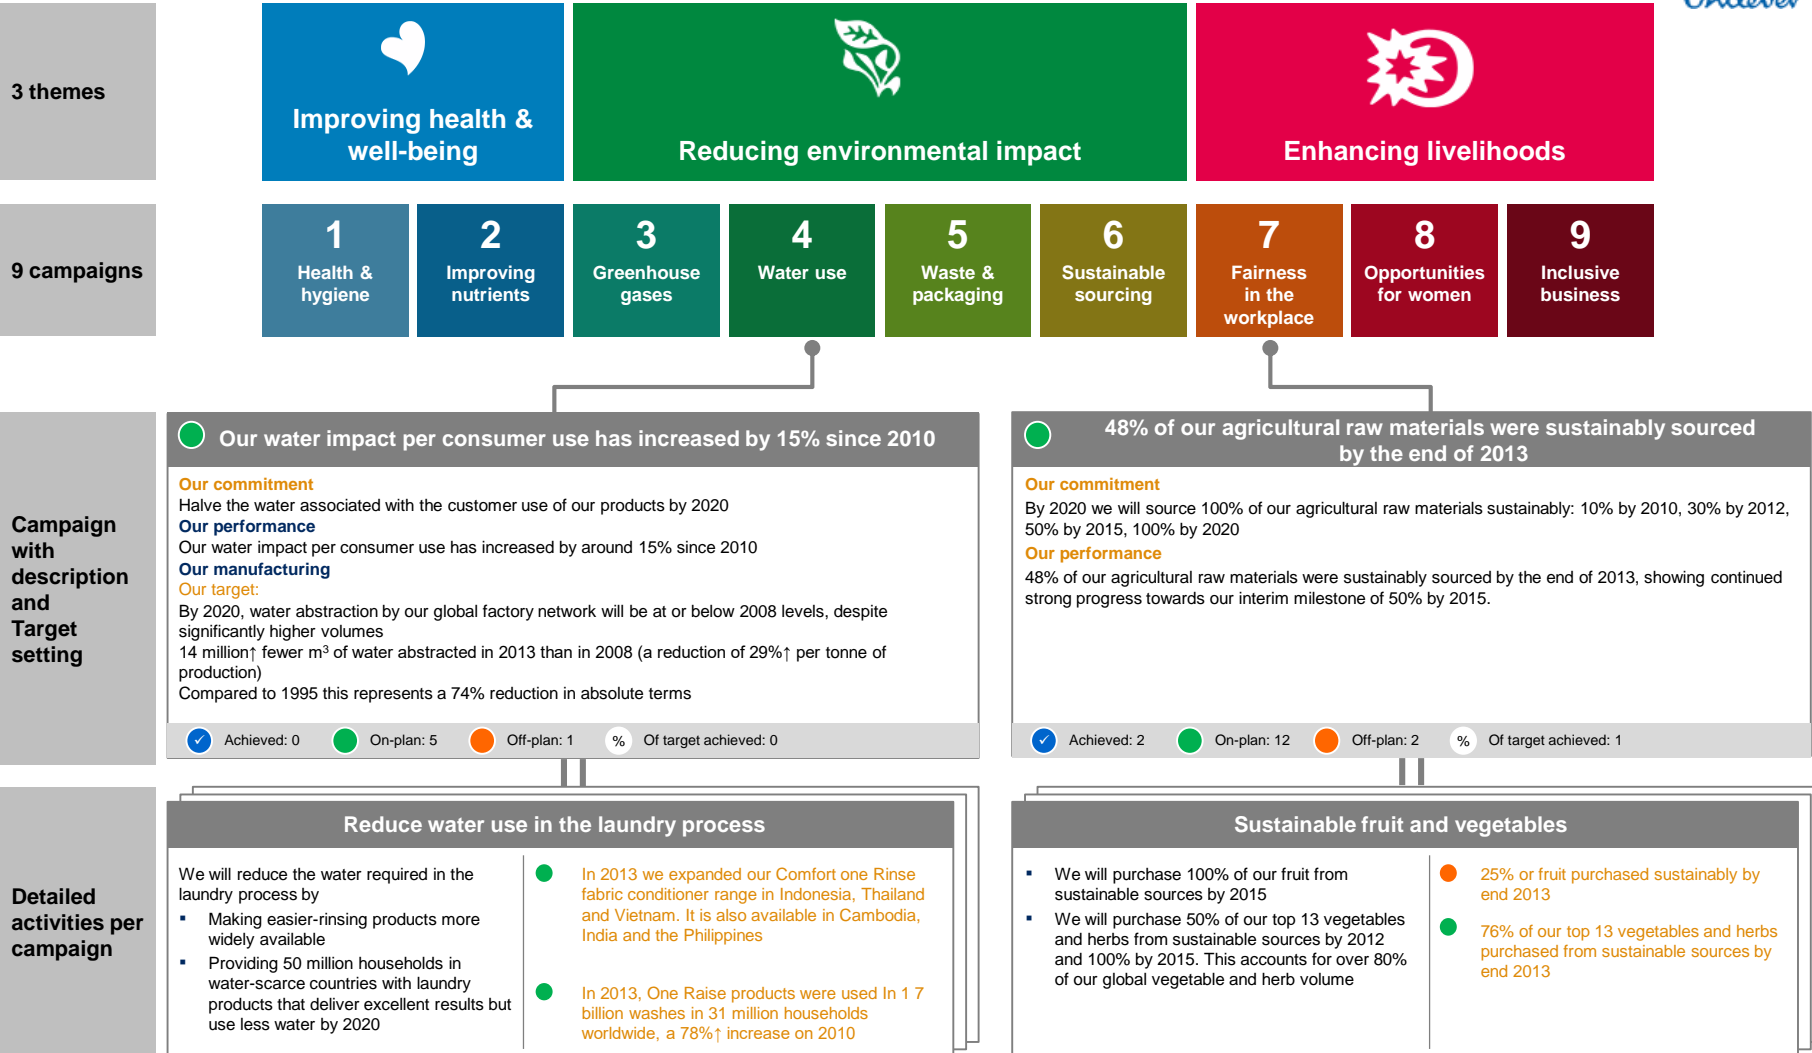 Unilever
3 themes
Improving health &
well-being
Reducing environmental impact
Enhancing livelihoods
9 campaigns
1
Health &
hygiene
2
Improving
nutrients
3
Greenhouse
gases
4
Water use
5
Waste &
packaging
6
Sustainable
sourcing
7
Fairness
in the
workplace
8
Opportunities
for women
9
Inclusive
business
Campaign
with
description
and
Target
setting
Our water impact per consumer use has increased by 15% since 2010
Our commitment
Halve the water associated with the customer use of our products by 2020
Our performance
Our water impact per consumer use has increased by around 15% since 2010
Our manufacturing
Our target:
By 2020, water abstraction by our global factory network will be at or below 2008 levels, despite
significantly higher volumes
14 million↑ fewer m³ of water abstracted in 2013 than in 2008 (a reduction of 29%↑ per tonne of
production)
Compared to 1995 this represents a 74% reduction in absolute terms
✓ Achieved: 0 On-plan: 5 Off-plan: 1 % Of target achieved: 0
48% of our agricultural raw materials were sustainably sourced
by the end of 2013
Our commitment
By 2020 we will source 100% of our agricultural raw materials sustainably: 10% by 2010, 30% by 2012,
50% by 2015, 100% by 2020
Our performance
48% of our agricultural raw materials were sustainably sourced by the end of 2013, showing continued
strong progress towards our interim milestone of 50% by 2015.
✓ Achieved: 2 On-plan: 12 Off-plan: 2 % Of target achieved: 1
Detailed
activities per
campaign
Reduce water use in the laundry process
We will reduce the water required in the
laundry process by
▪ Making easier-rinsing products more
widely available
▪ Providing 50 million households in
water-scarce countries with laundry
products that deliver excellent results but
use less water by 2020
In 2013 we expanded our Comfort one Rinse
fabric conditioner range in Indonesia, Thailand
and Vietnam. It is also available in Cambodia,
India and the Philippines
In 2013, One Raise products were used In 1 7
billion washes in 31 million households
worldwide, a 78%↑ increase on 2010
Sustainable fruit and vegetables
▪ We will purchase 100% of our fruit from
sustainable sources by 2015
▪ We will purchase 50% of our top 13 vegetables
and herbs from sustainable sources by 2012
and 100% by 2015. This accounts for over 80%
of our global vegetable and herb volume
25% or fruit purchased sustainably by
end 2013
76% of our top 13 vegetables and herbs
purchased from sustainable sources by
end 2013